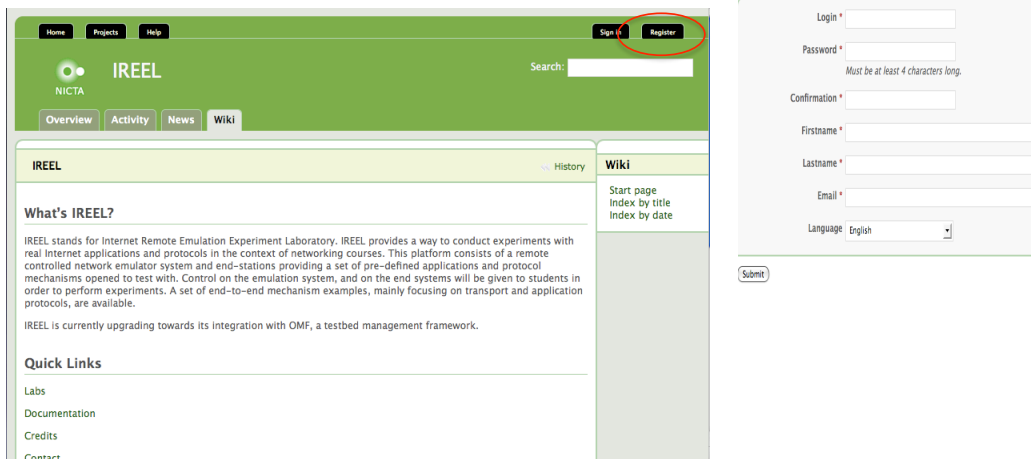 Home Projects Help Sign in Register
NICTA
IREEL
Search:
Overview Activity News Wiki
IREEL
« History
What's IREEL?
IREEL stands for Internet Remote Emulation Experiment Laboratory. IREEL provides a way to conduct experiments with
real Internet applications and protocols in the context of networking courses. This platform consists of a remote
controlled network emulator system and end-stations providing a set of pre-defined applications and protocol
mechanisms opened to test with. Control on the emulation system, and on the end systems will be given to students in
order to perform experiments. A set of end-to-end mechanism examples, mainly focusing on transport and application
protocols, are available.
IREEL is currently upgrading towards its integration with OMF, a testbed management framework.
Quick Links
Labs
Documentation
Credits
Contact
Wiki
Start page
Index by title
Index by date
Login *
Password *
Must be at least 4 characters long.
Confirmation *
Firstname *
Lastname *
Email *
Language English
Submit